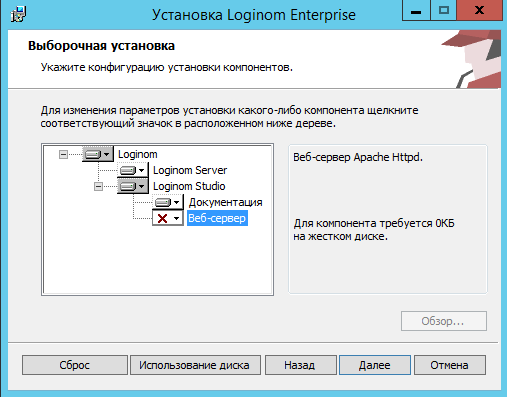 Установка Loginom Enterprise
Выборочная установка
Укажите конфигурацию установки компонентов.
Для изменения параметров установки какого-либо компонента щелкните
соответствующий значок в расположенном ниже дереве.
Loginom
Loginom Server
Loginom Studio
Документация
Веб-сервер
Веб-сервер Apache Httpd.
Для компонента требуется 0КБ
на жестком диске.
Обзор...
Сброс Использование диска Назад Далее Отмена